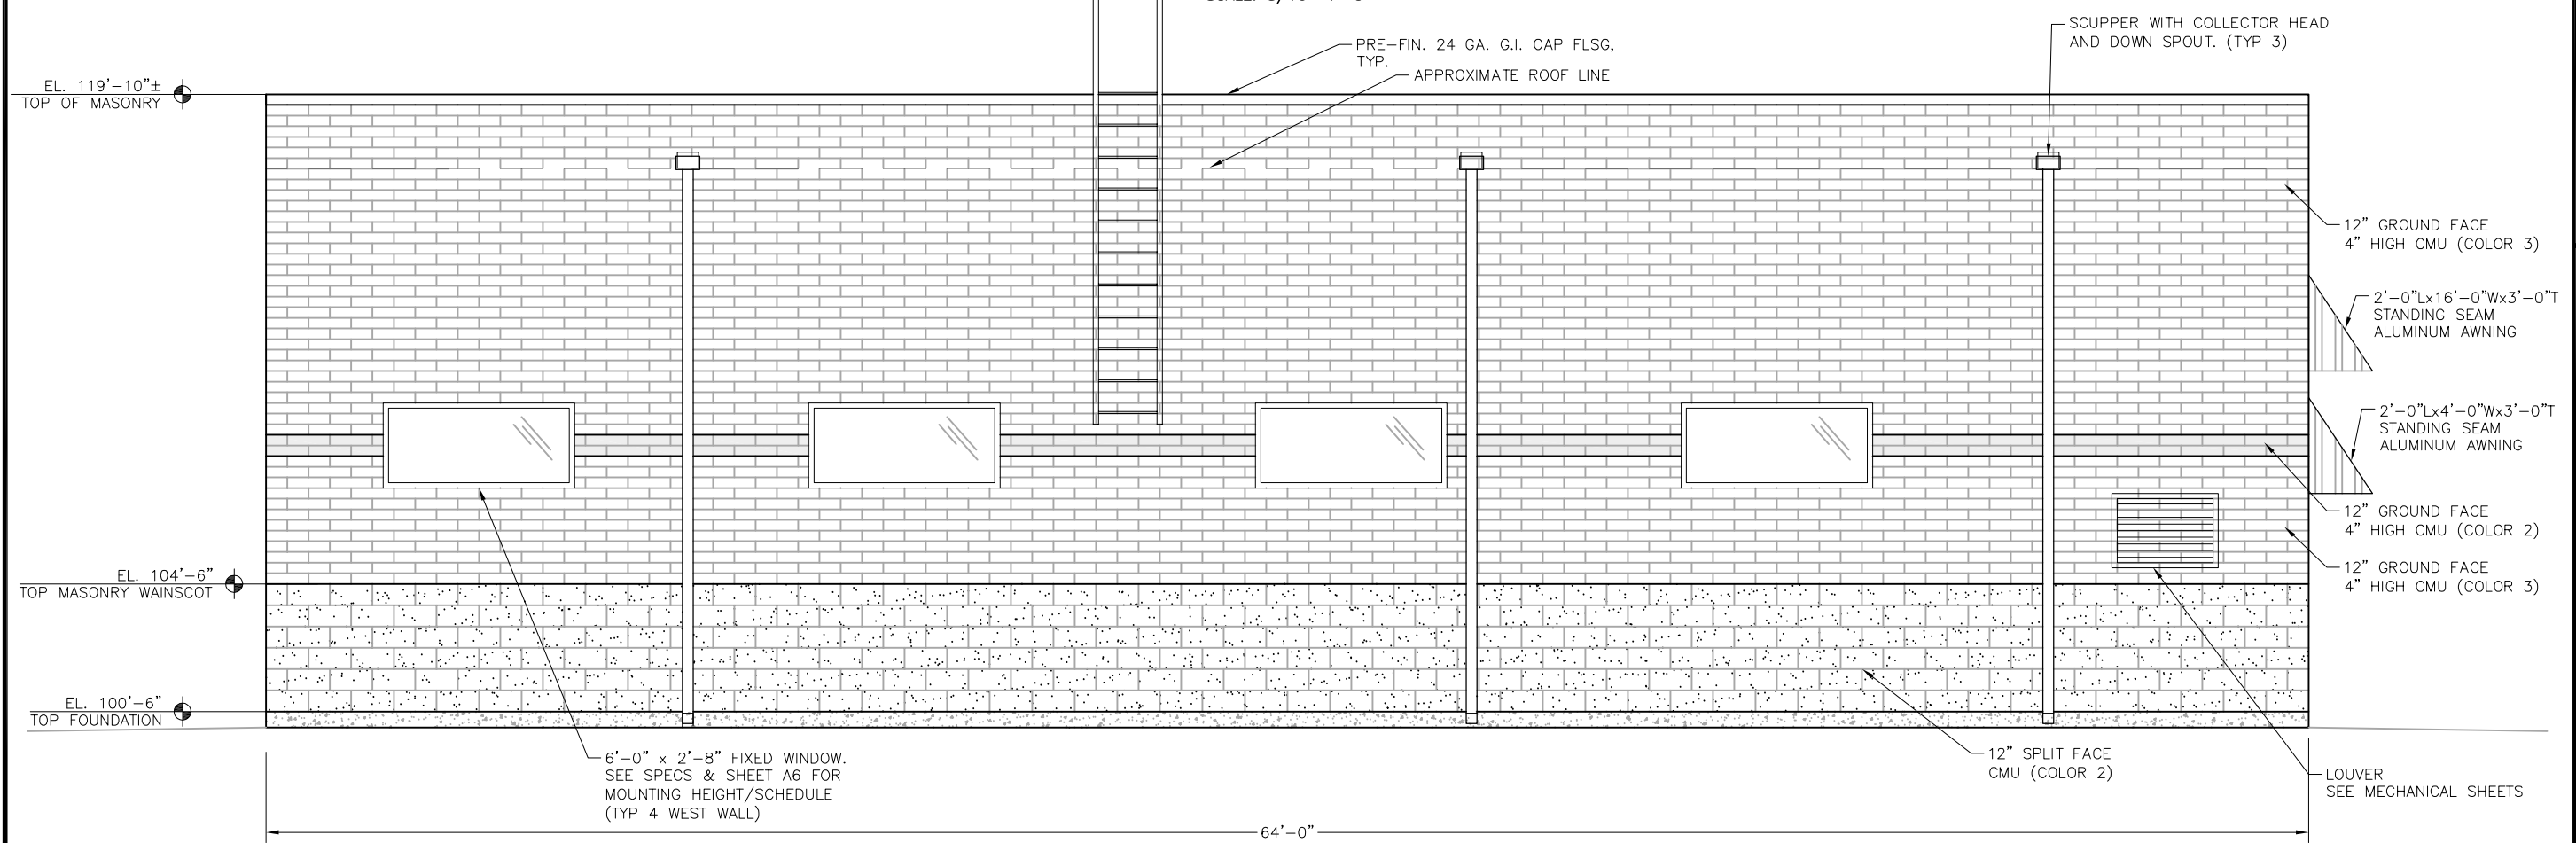 SCUPPER WITH COLLECTOR HEAD
AND DOWN SPOUT. (TYP 3)
PRE-FIN. 24 GA. G.I. CAP FLSG,
TYP.
APPROXIMATE ROOF LINE
EL. 119'-10"±
TOP OF MASONRY
12" GROUND FACE
4" HIGH CMU (COLOR 3)
2'-0"Lx16'-0"Wx3'-0"T
STANDING SEAM
ALUMINUM AWNING
2'-0"Lx4'-0"Wx3'-0"T
STANDING SEAM
ALUMINUM AWNING
12" GROUND FACE
4" HIGH CMU (COLOR 2)
12" GROUND FACE
4" HIGH CMU (COLOR 3)
EL. 104'-6"
TOP MASONRY WAINSCOT
EL. 100'-6"
TOP FOUNDATION
6'-0" x 2'-8" FIXED WINDOW.
SEE SPECS & SHEET A6 FOR
MOUNTING HEIGHT/SCHEDULE
(TYP 4 WEST WALL)
12" SPLIT FACE
CMU (COLOR 2)
LOUVER
SEE MECHANICAL SHEETS
64'-0"